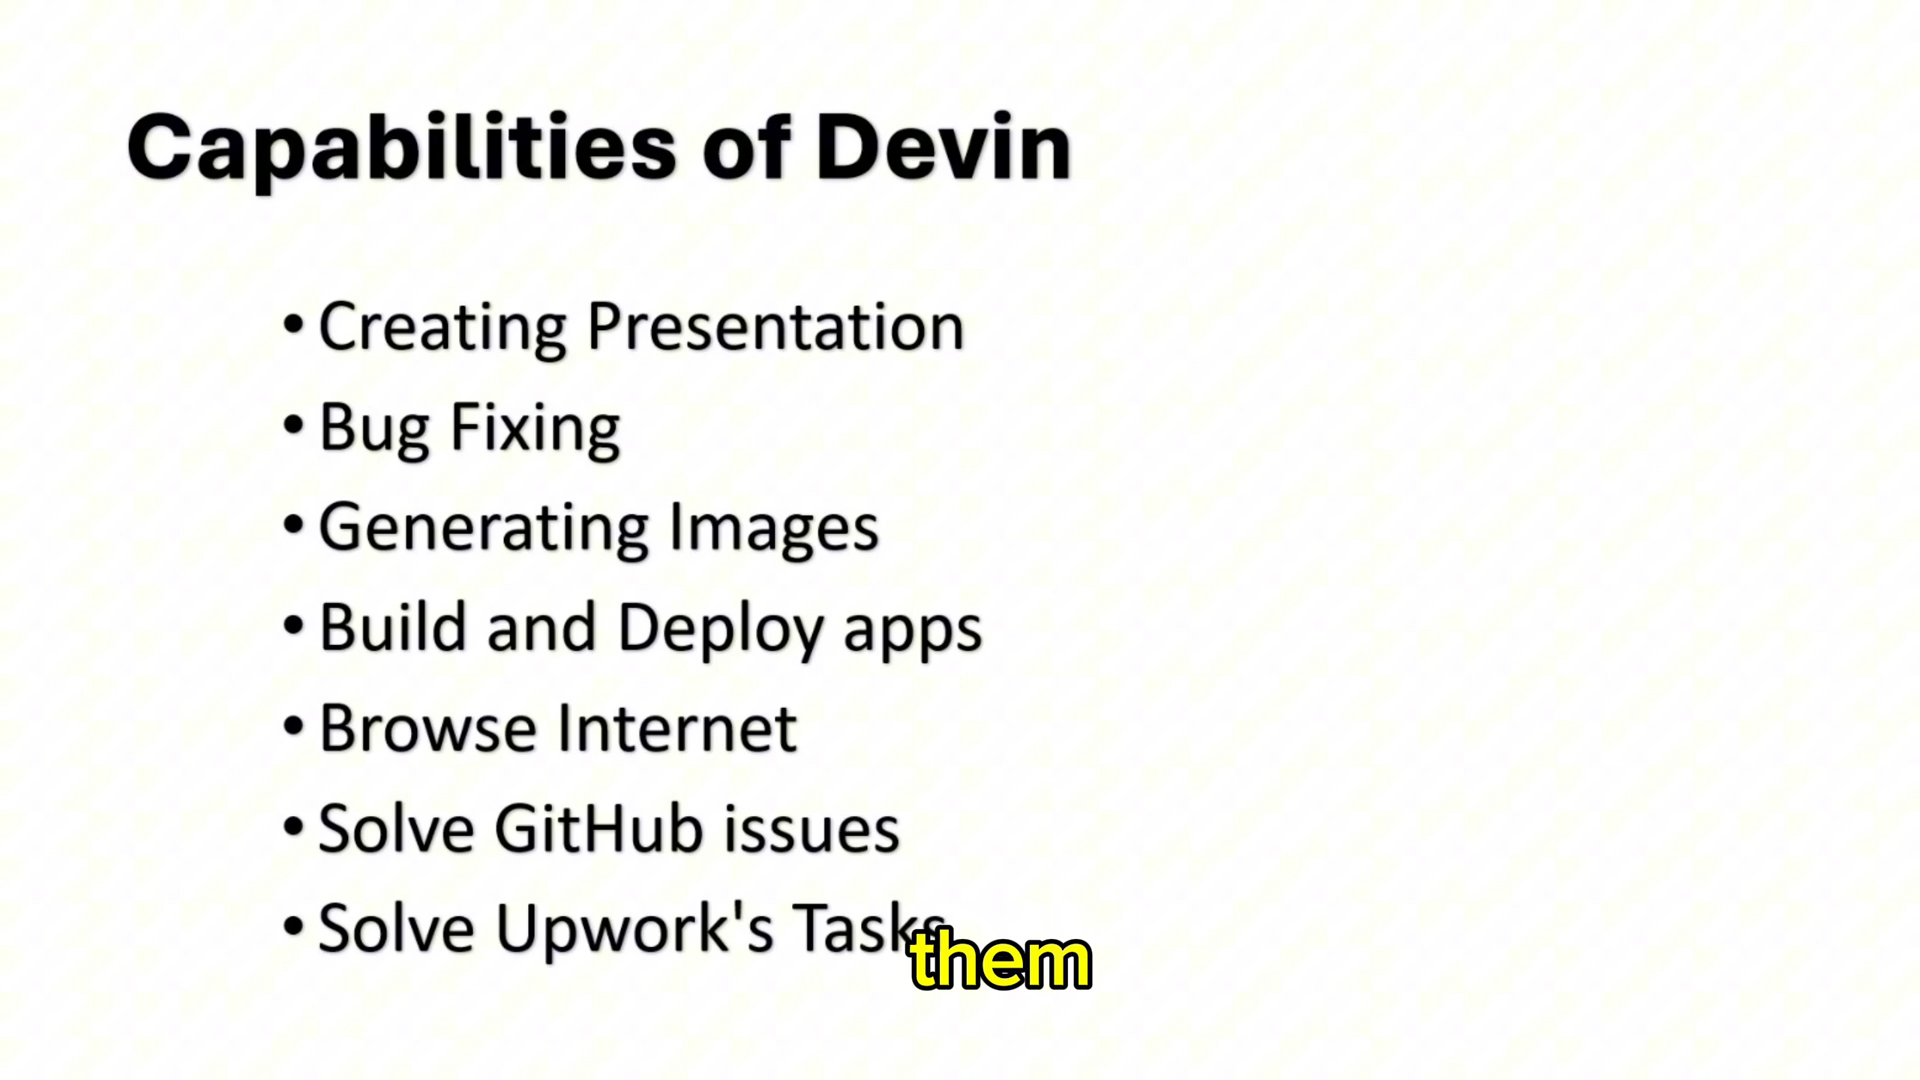 Capabilities of Devin
• Creating Presentation
• Bug Fixing
• Generating Images
• Build and Deploy apps
• Browse Internet
• Solve GitHub issues
• Solve Upwork's Tasks
them